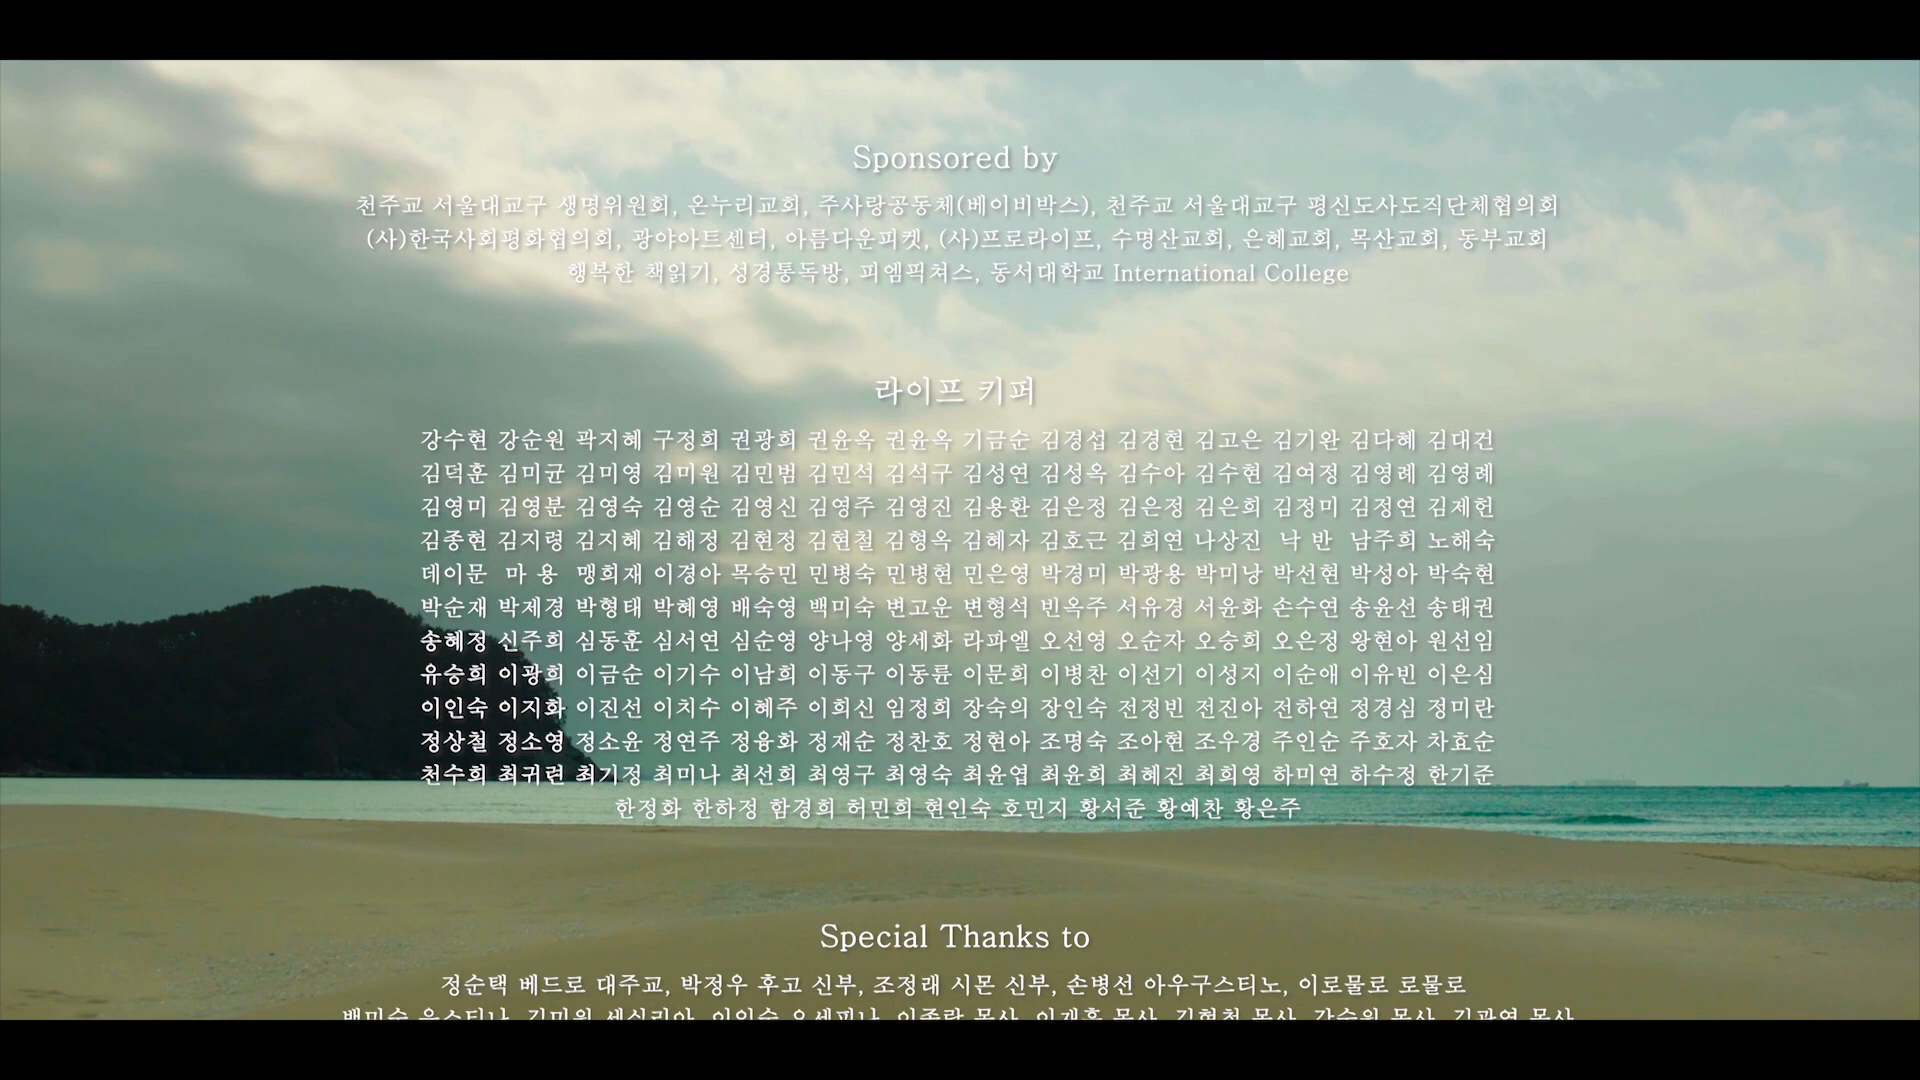 Sponsored by
천주교 서울대교구 생명위원회, 온누리교회, 주사랑공동체(베이비박스), 천주교 서울대교구 평신도사도직단체협의회
(사)한국사회평화협의회, 광야아트센터, 아름다운피켓, (사)프로라이프, 수명산교회, 은혜교회, 목산교회, 동부교회
행복한 책읽기, 성경통독방, 피엠픽쳐스, 동서대학교 International College
라이프 키퍼
강수현 강순원 곽지혜 구정희 권광희 권윤옥 권윤옥 기금순 김경섭 김경현 김고은 김기완 김다혜 김대건
김덕훈 김미균 김미영 김미원 김민범 김민석 김석구 김성연 김성옥 김수아 김수현 김여정 김영례 김영례
김영미 김영분 김영숙 김영순 김영신 김영주 김영진 김용환 김은정 김은정 김은희 김정미 김정연 김제헌
김종현 김지령 김지혜 김해정 김현정 김현철 김형옥 김혜자 김호근 김희연 나상진 낙 반 남주희 노해숙
데이문 마 용 맹희재 이경아 목승민 민병숙 민병현 민은영 박경미 박광용 박미낭 박선현 박성아 박숙현
박순재 박제경 박형태 박혜영 배숙영 백미숙 변고운 변형석 빈옥주 서유경 서윤화 손수연 송윤선 송태권
송혜정 신주희 심동훈 심서연 심순영 양나영 양세화 라파엘 오선영 오순자 오승희 오은정 왕현아 원선임
유승희 이광희 이금순 이기수 이남희 이동구 이동륜 이문희 이병찬 이선기 이성지 이순애 이유빈 이은심
이인숙 이지화 이진선 이치수 이혜주 이희신 임정희 장숙의 장인숙 전정빈 전진아 전하연 정경심 정미란
정상철 정소영 정소윤 정연주 정융화 정재순 정찬호 정현아 조명숙 조아현 조우경 주인순 주호자 차효순
천수희 최귀련 최기정 최미나 최선희 최영구 최영숙 최윤엽 최윤희 최혜진 최희영 하미연 하수정 한기준
한정화 한하정 함경희 허민희 현인숙 호민지 황서준 황예찬 황은주
Special Thanks to
정순택 베드로 대주교, 박정우 후고 신부, 조정래 시몬 신부, 손병선 아우구스티노, 이로물로 로물로